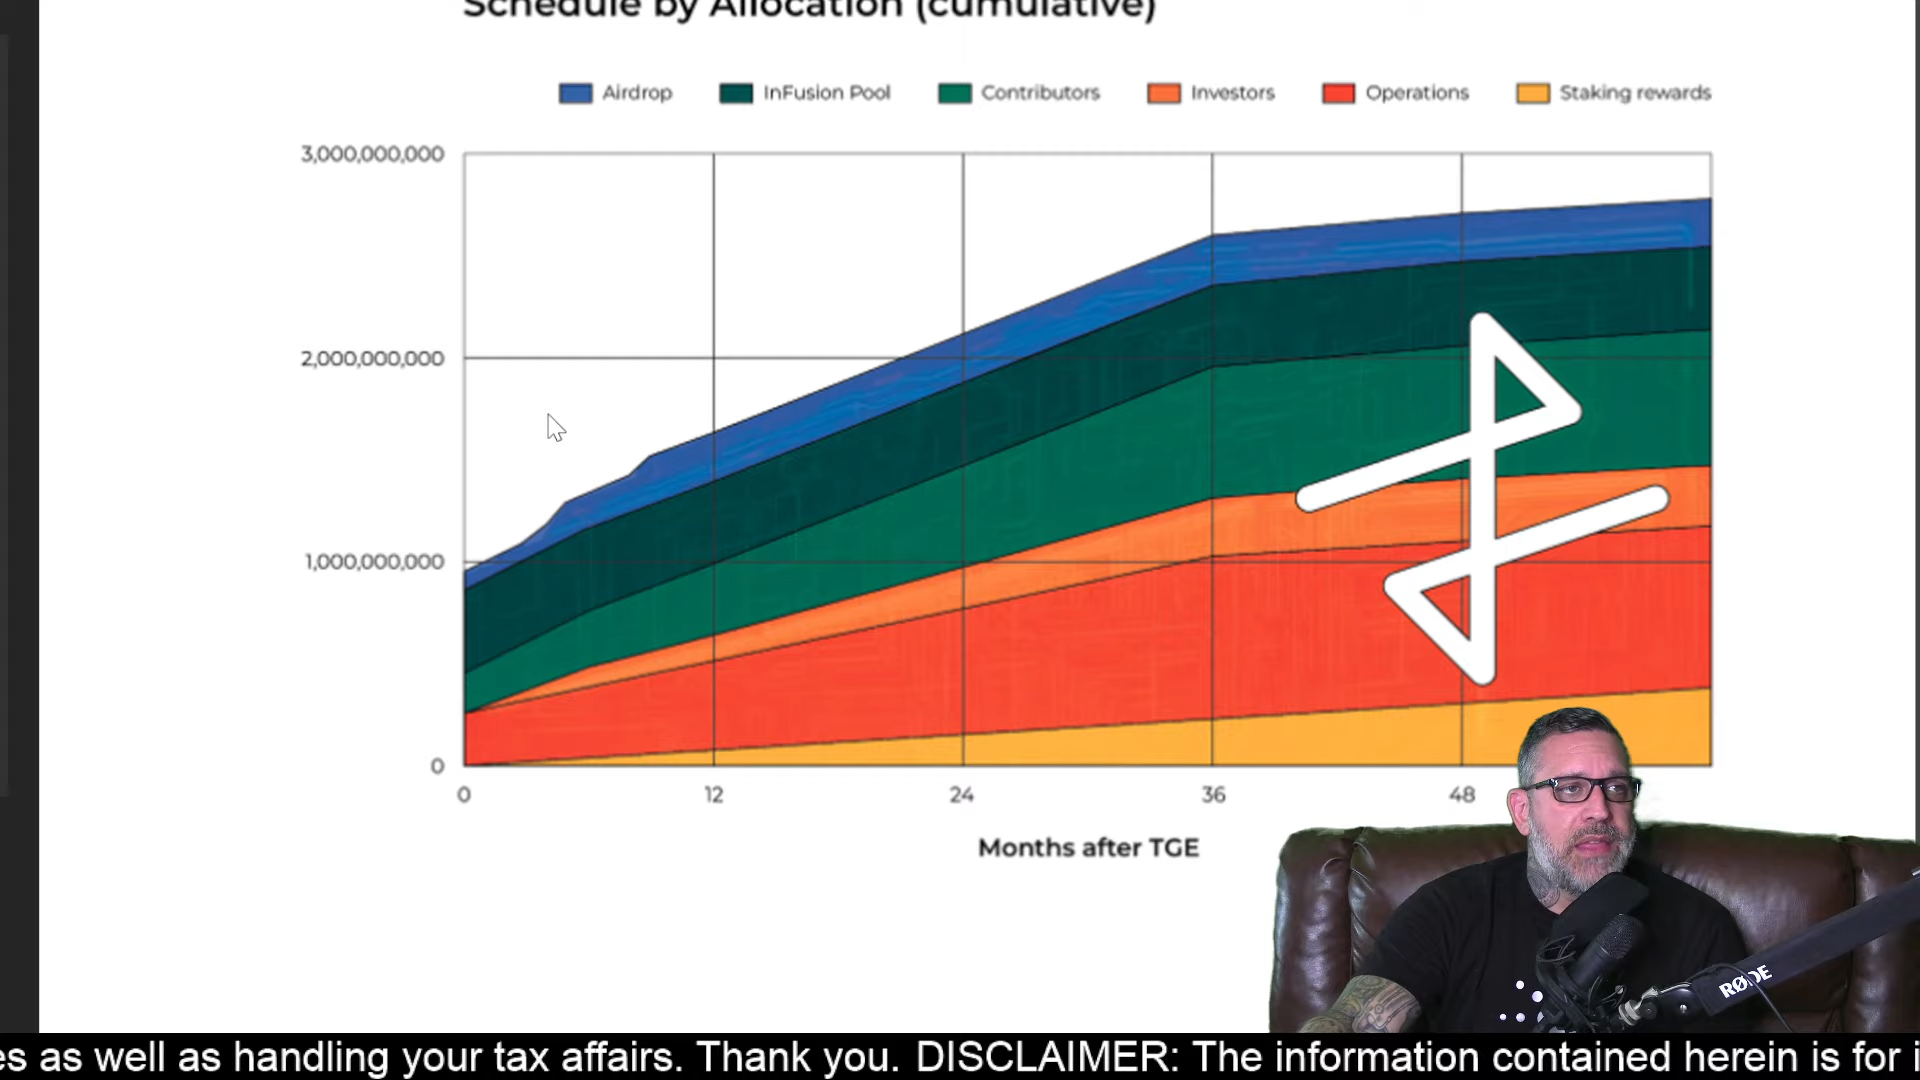 Schedule by Allocation (cumulative)
Airdrop InFusion Pool Contributors Investors Operations Staking rewards
3,000,000,000
2,000,000,000
1,000,000,000
0
0 12 24 36 48
Months after TGE
RØDE
es as well as handling your tax affairs. Thank you. DISCLAIMER: The information contained herein is for i